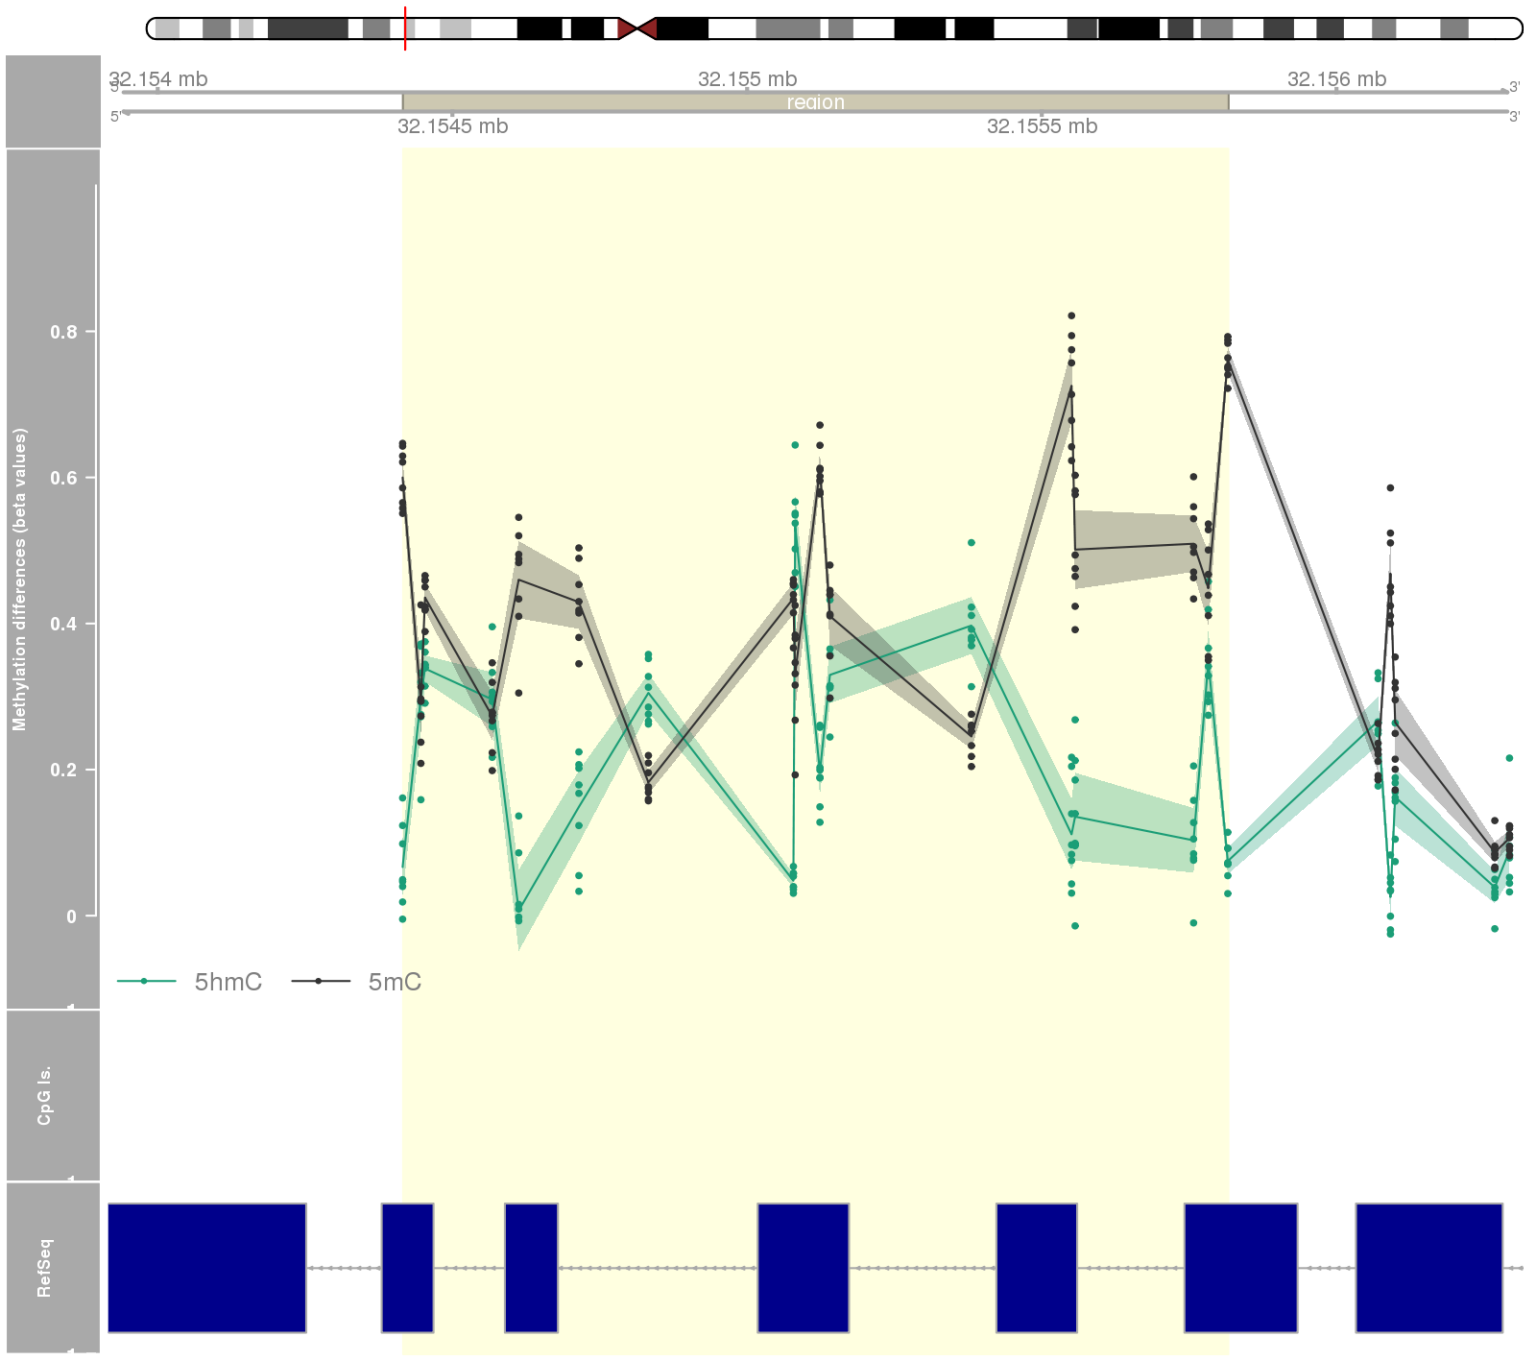 32.154 mb
32.155 mb
32.156 mb
3'
region
5'
3'
32.1545 mb
32.1555 mb
Methylation differences (beta values)
0.8
0.6
0.4
0.2
0
5hmC
5mC
CpG Is.
RefSeq